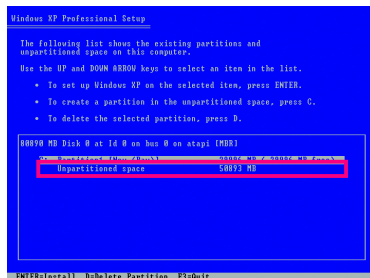 Windows XP Professional Setup
The following list shows the existing partitions and
unpartitioned space on this computer.
Use the UP and DOWN ARROW keys to select an item in the list.
• To set up Windows XP on the selected item, press ENTER.
• To create a partition in the unpartitioned space, press C.
• To delete the selected partition, press D.
80890 MB Disk 0 at Id 0 on bus 0 on atapi [MBR]
Unpartitioned space 50893 MB
ENTER=Install D=Delete Partition F3=Quit